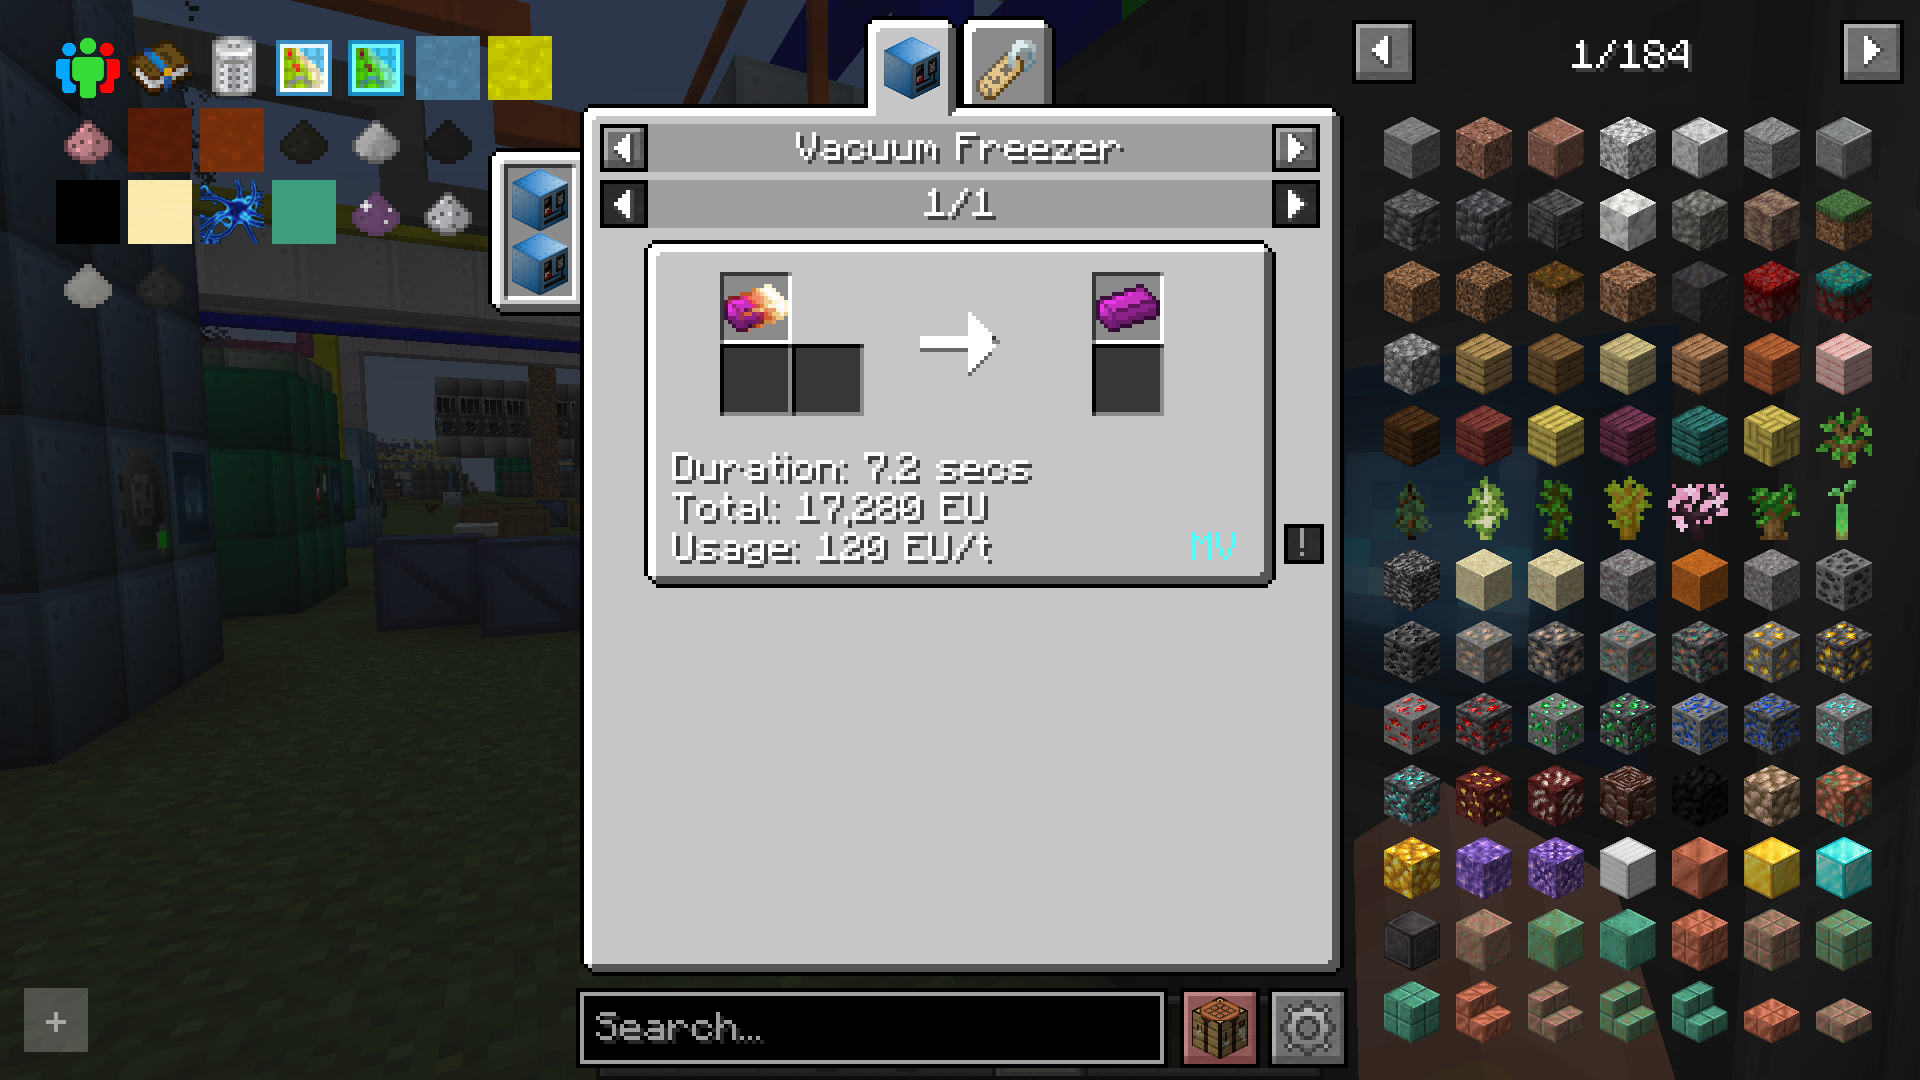 1/184
Vacuum Freezer
1/1
Duration: 7.2 secs
Total: 17,280 EU
Usage: 120 EU/t
MV
!
+
Search...